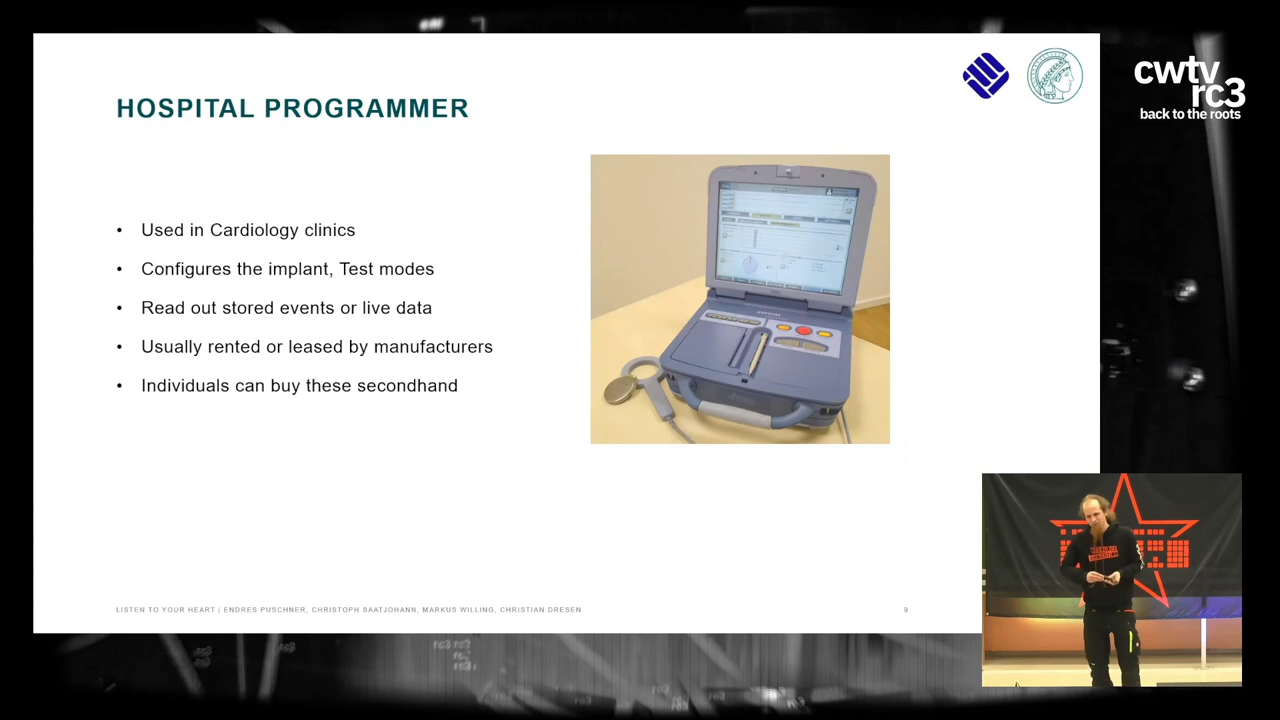 HOSPITAL PROGRAMMER
• Used in Cardiology clinics
• Configures the implant, Test modes
• Read out stored events or live data
• Usually rented or leased by manufacturers
• Individuals can buy these secondhand
LISTEN TO YOUR HEART | ENDRES PUSCHNER, CHRISTOPH SAATJOHANN, MARKUS WILLING, CHRISTIAN DRESEN
9
cwtv
rc3
back to the roots